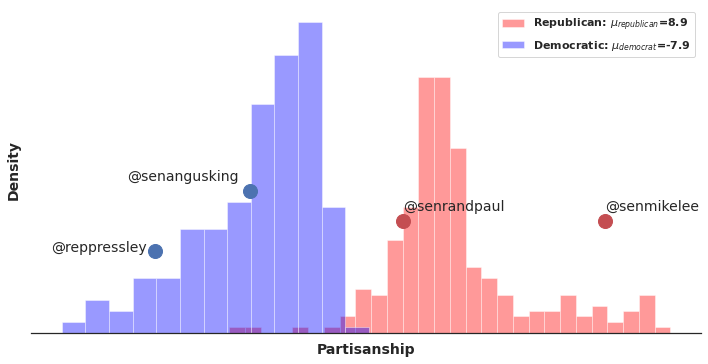 Republican: μrepublican=8.9
Democratic: μdemocrat=-7.9
@senangusking
@senrandpaul
@senmikelee
@reppressley
Density
Partisanship